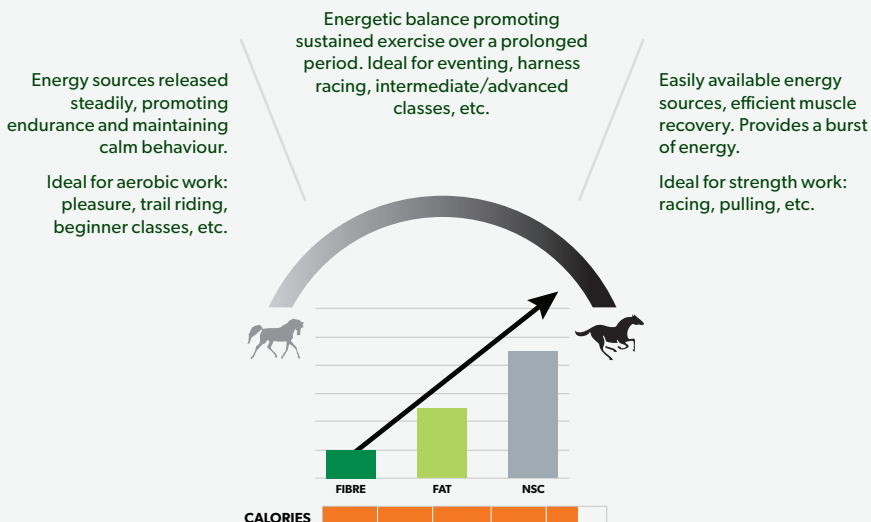 Energetic balance promoting
sustained exercise over a prolonged
period. Ideal for eventing, harness
racing, intermediate/advanced
classes, etc.
Energy sources released
steadily, promoting
endurance and maintaining
calm behaviour.
Ideal for aerobic work:
pleasure, trail riding,
beginner classes, etc.
Easily available energy
sources, efficient muscle
recovery. Provides a burst
of energy.
Ideal for strength work:
racing, pulling, etc.
FIBRE FAT NSC
CALORIES